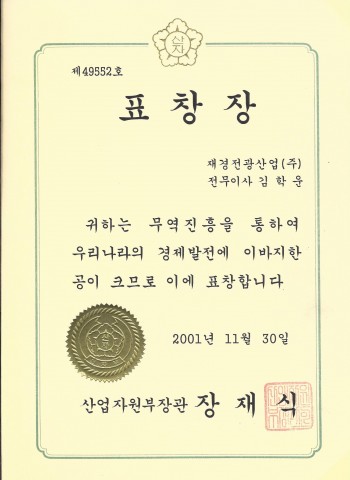 제49552호
표창장
재경전광산업(주)
전무이사 김학운
귀하는 무역진흥을 통하여
우리나라의 경제발전에 이바지한
공이 크므로 이에 표창합니다
2001년 11월 30일
산업자원부장관 장재식